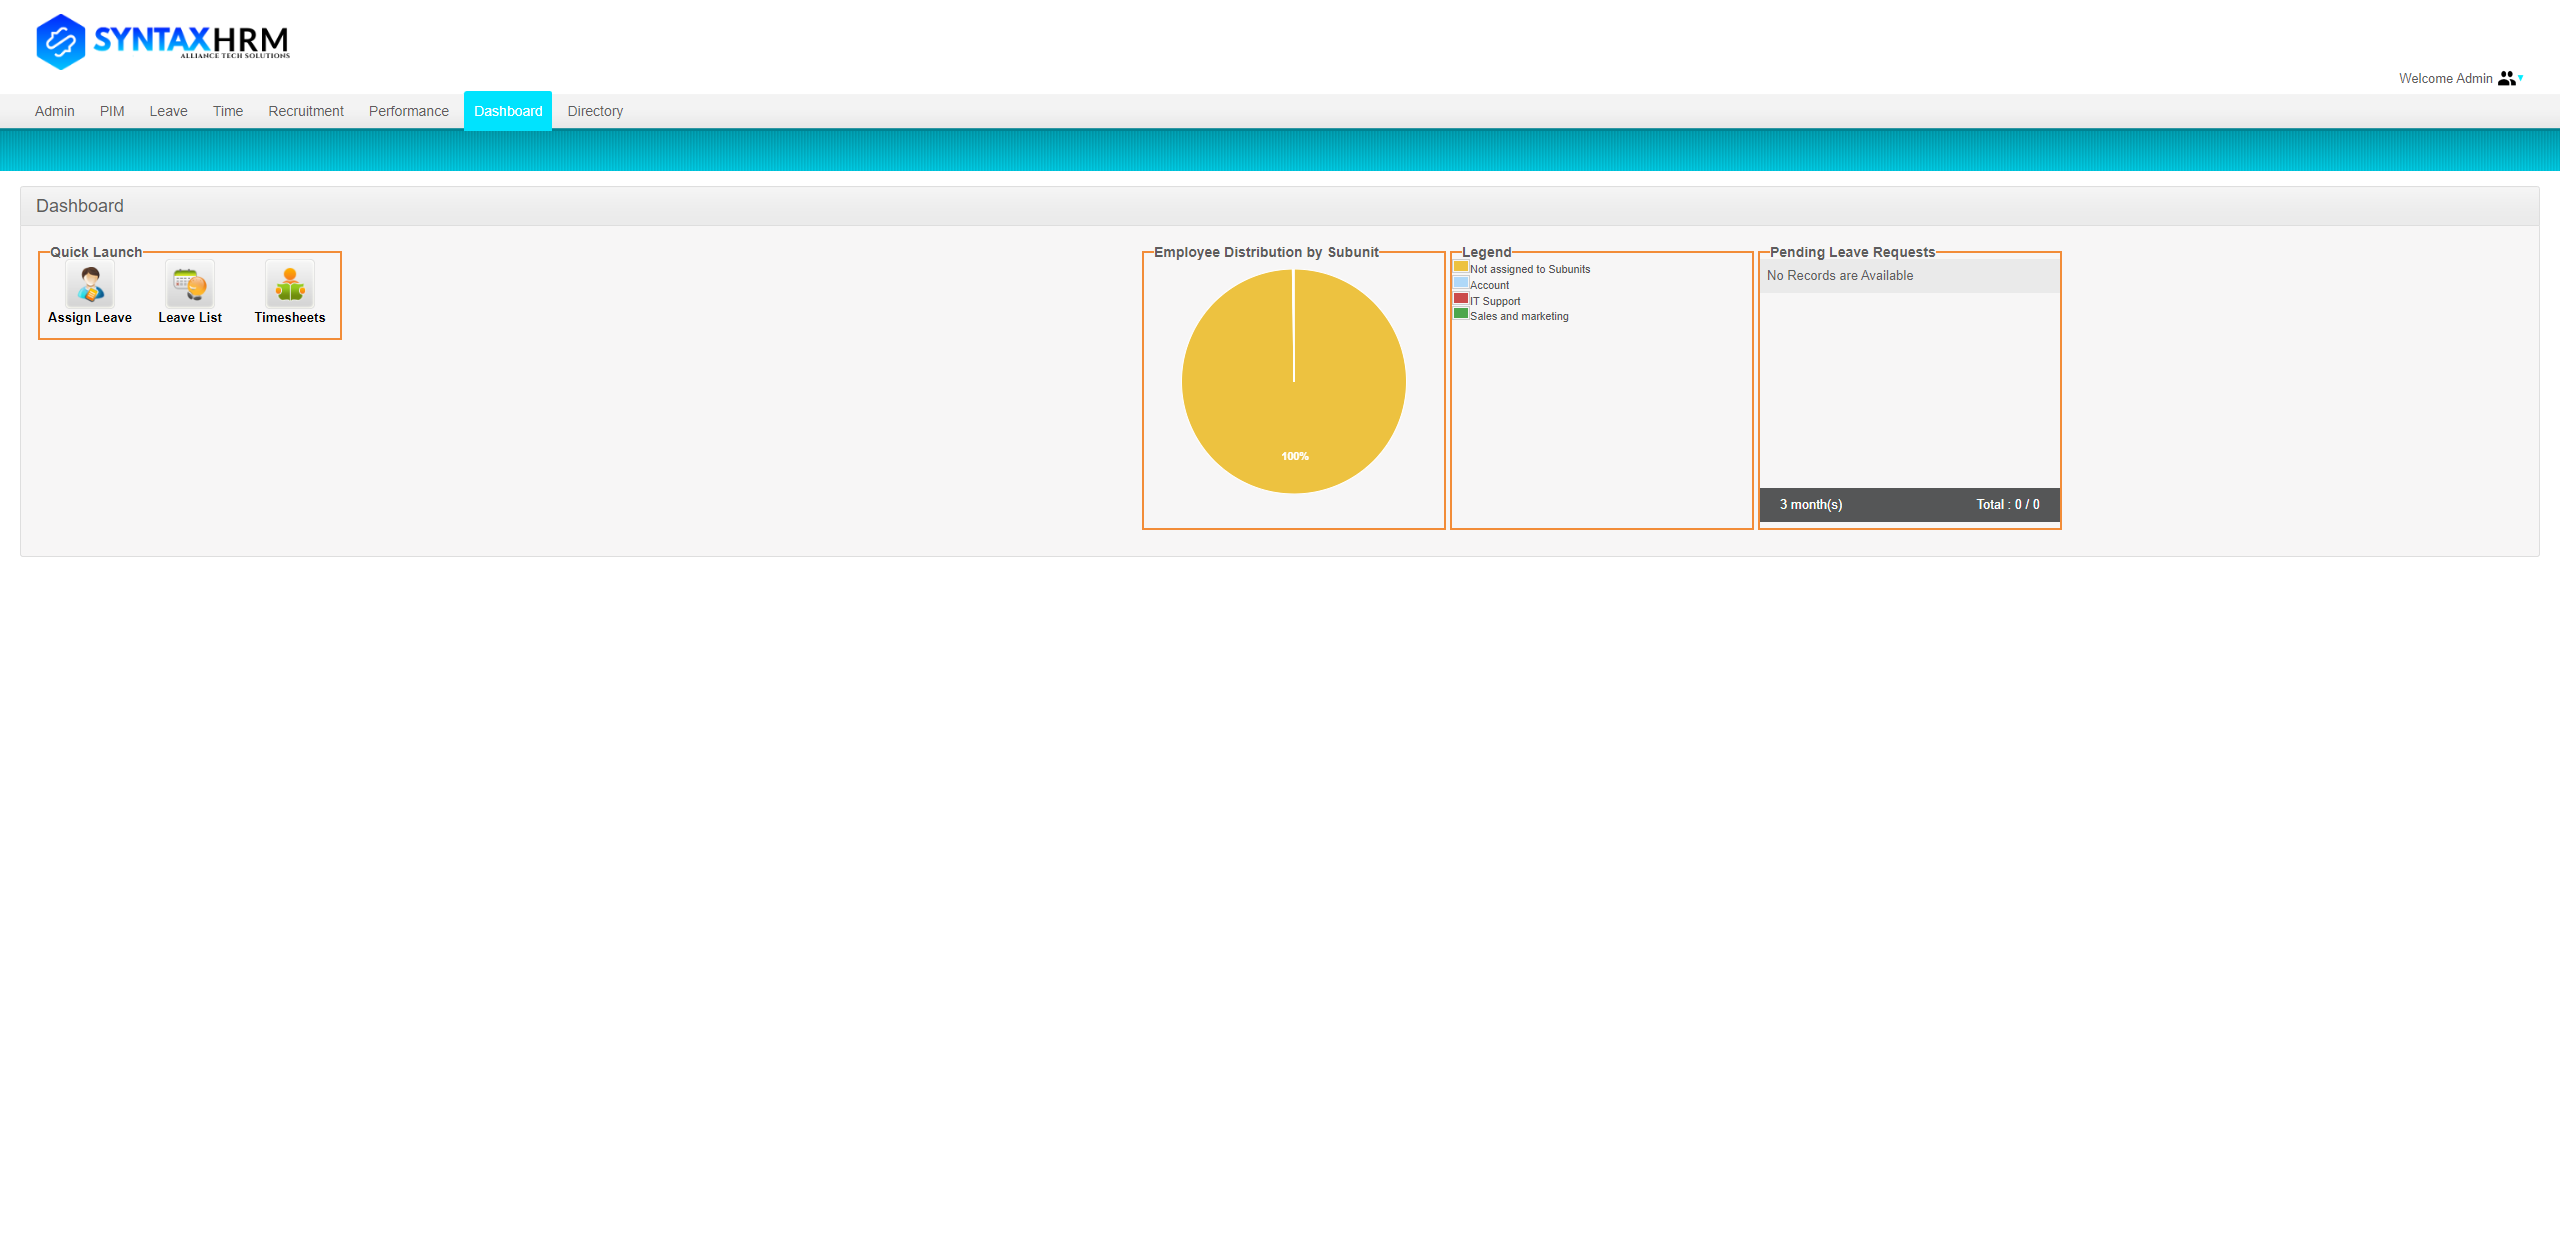 SYNTAXHRM
ALLIANCE TECH SOLUTIONS
Welcome Admin
Admin PIM Leave Time Recruitment Performance Dashboard Directory
Dashboard
Quick Launch
Assign Leave Leave List Timesheets
Employee Distribution by Subunit
100%
Legend
Not assigned to Subunits
Account
IT Support
Sales and marketing
Pending Leave Requests
No Records are Available
3 month(s) Total : 0 / 0